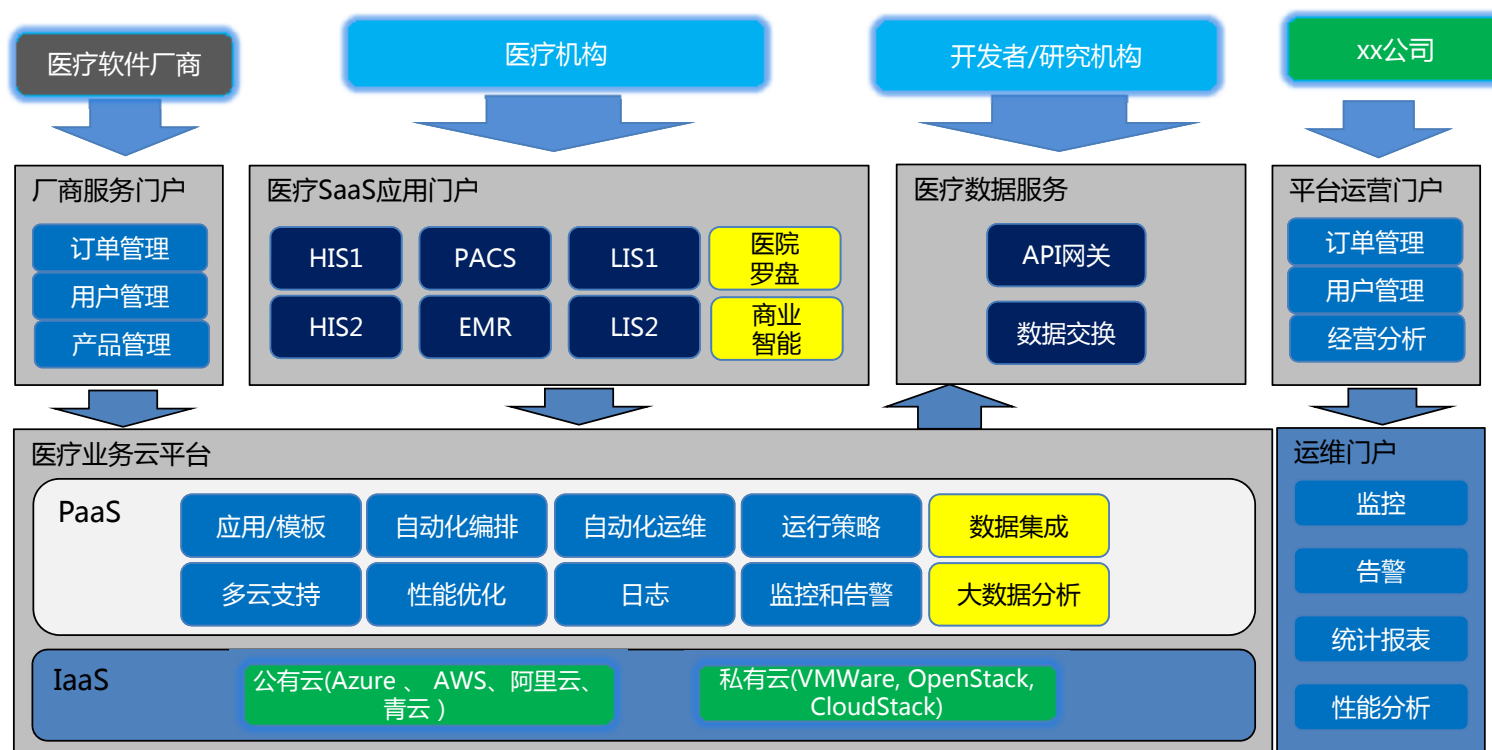 医疗软件厂商
医疗机构
开发者/研究机构
xx公司
厂商服务门户
订单管理
用户管理
产品管理
医疗SaaS应用门户
HIS1
PACS
LIS1
医院
罗盘
HIS2
EMR
LIS2
商业
智能
医疗数据服务
API网关
数据交换
平台运营门户
订单管理
用户管理
经营分析
医疗业务云平台
PaaS
应用/模板
自动化编排
自动化运维
运行策略
数据集成
多云支持
性能优化
日志
监控和告警
大数据分析
IaaS
公有云(Azure 、 AWS、阿里云、
青云 )
私有云(VMWare, OpenStack,
CloudStack)
运维门户
监控
告警
统计报表
性能分析